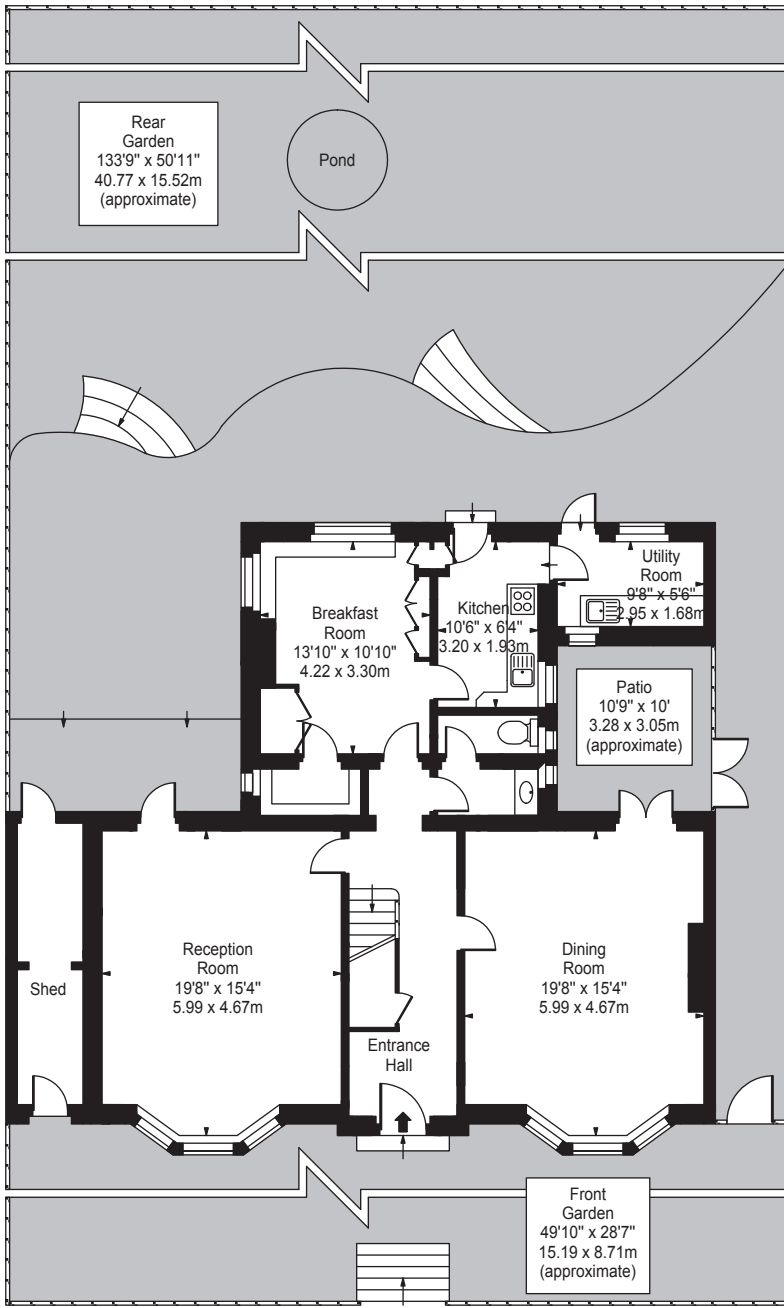 Rear
Garden
133'9" x 50'11"
40.77 x 15.52m
(approximate)
Pond
Breakfast
Room
13'10" x 10'10"
4.22 x 3.30m
Kitchen
10'6" x 6'4"
3.20 x 1.93m
Utility
Room
9'8" x 5'6"
2.95 x 1.68m
Patio
10'9" x 10'
3.28 x 3.05m
(approximate)
Shed
Reception
Room
19'8" x 15'4"
5.99 x 4.67m
Entrance
Hall
Dining
Room
19'8" x 15'4"
5.99 x 4.67m
Front
Garden
49'10" x 28'7"
15.19 x 8.71m
(approximate)